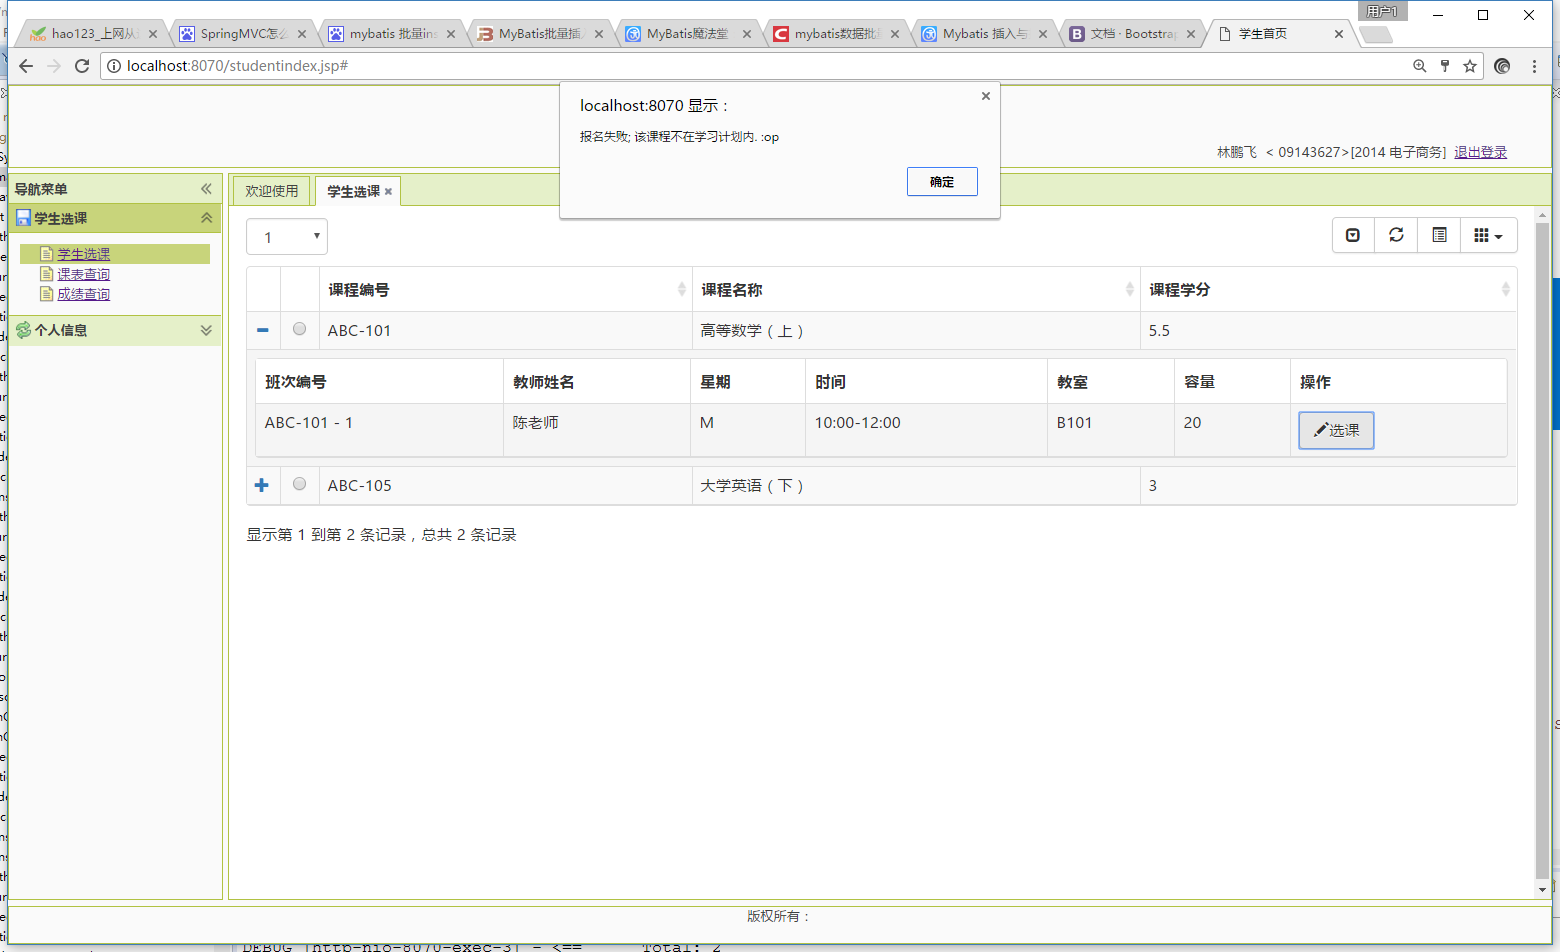 用户1
hao123_上网从
SpringMVC怎么
mybatis 批量ins
MyBatis批量插
MyBatis魔法堂
mybatis数据批
Mybatis 插入与
文档 · Bootstrap
学生首页
localhost:8070/studentindex.jsp#
localhost:8070 显示：
报名失败; 该课程不在学习计划内. :op
确定
林鹏飞 < 09143627>[2014 电子商务] 退出登录
导航菜单
学生选课
学生选课
课表查询
成绩查询
个人信息
欢迎使用
学生选课
1
课程编号 课程名称 课程学分
ABC-101 高等数学（上） 5.5
班次编号 教师姓名 星期 时间 教室 容量 操作
ABC-101 - 1 陈老师 M 10:00-12:00 B101 20 选课
ABC-105 大学英语（下） 3
显示第 1 到第 2 条记录，总共 2 条记录
版权所有：
DEBUG [http-nio-8070-exec-3] - <== Total: 2